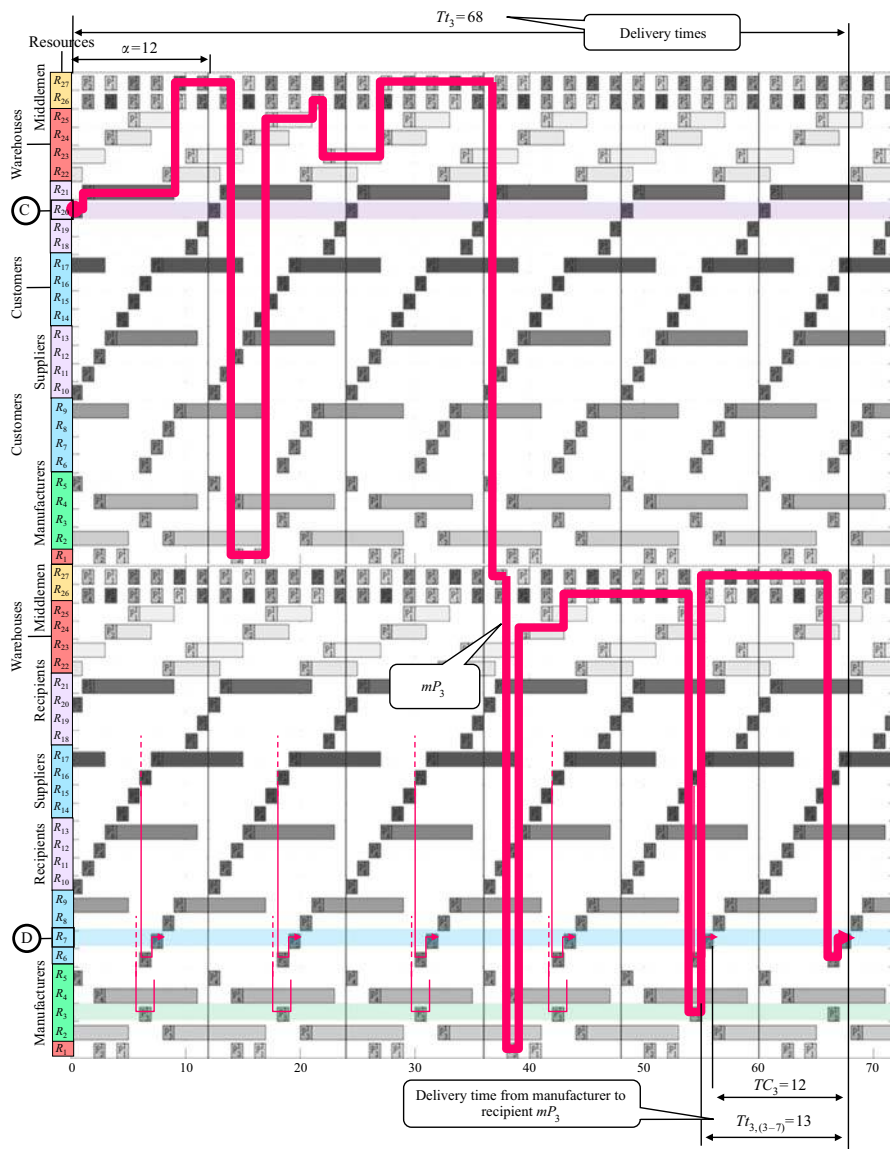 Tt₃=68
Delivery times
Resources
α=12
Middlemen
Warehouses
Customers
Suppliers
Customers
Manufacturers
R₂₇
R₂₆
R₂₅
R₂₄
R₂₃
R₂₂
R₂₁
C
R₂₀
R₁₉
R₁₈
R₁₇
R₁₆
R₁₅
R₁₄
R₁₃
R₁₂
R₁₁
R₁₀
R₉
R₈
R₇
R₆
R₅
R₄
R₃
R₂
R₁
Middlemen
Warehouses
Recipients
Suppliers
Recipients
Manufacturers
R₂₇
R₂₆
R₂₅
R₂₄
R₂₃
R₂₂
R₂₁
R₂₀
R₁₉
R₁₈
R₁₇
R₁₆
R₁₅
R₁₄
R₁₃
R₁₂
R₁₁
R₁₀
R₉
R₈
D
R₇
R₆
R₅
R₄
R₃
R₂
R₁
mP₃
0 10 20 30 40 50 60 70
Delivery time from manufacturer to
recipient mP₃
TC₃=12
Tt₃,₍₃₋₇₎=13